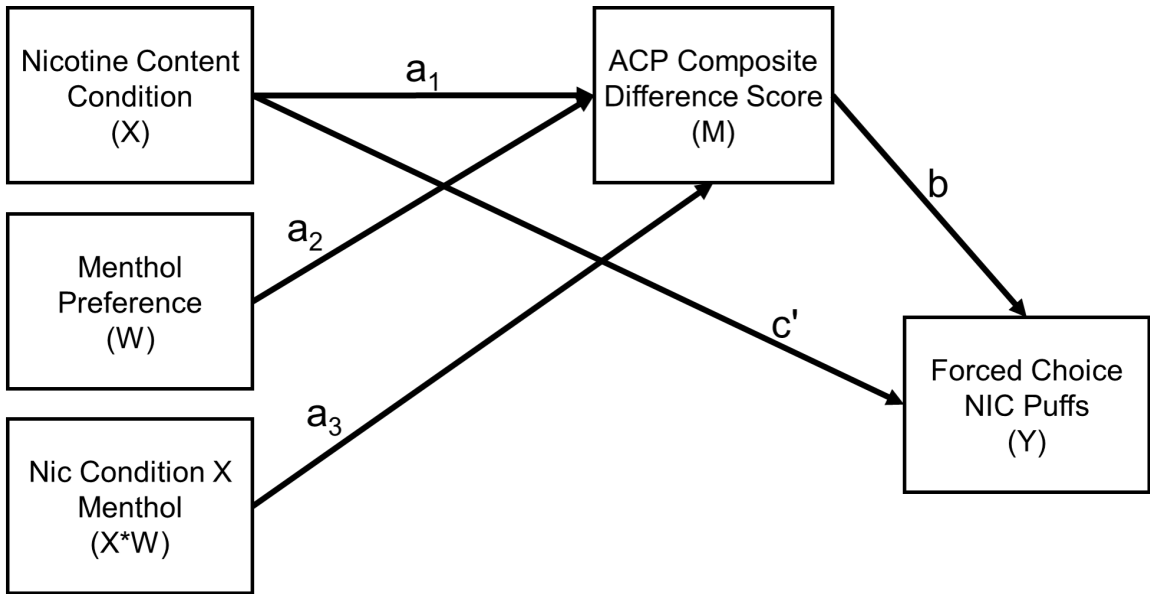 Nicotine Content
Condition
(X)
a₁
ACP Composite
Difference Score
(M)
b
Menthol
Preference
(W)
a₂
c'
Nic Condition X
Menthol
(X*W)
a₃
Forced Choice
NIC Puffs
(Y)